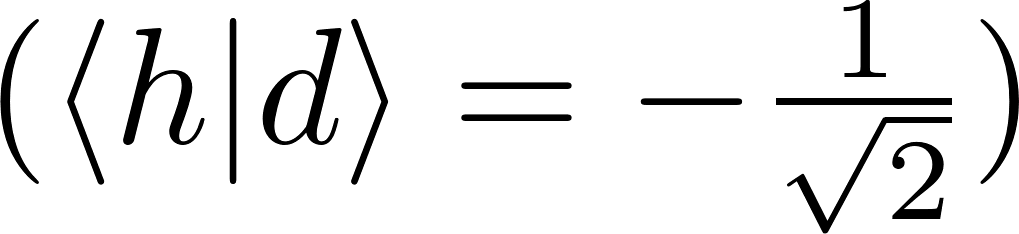 (⟨h|d⟩ = −1/√2)